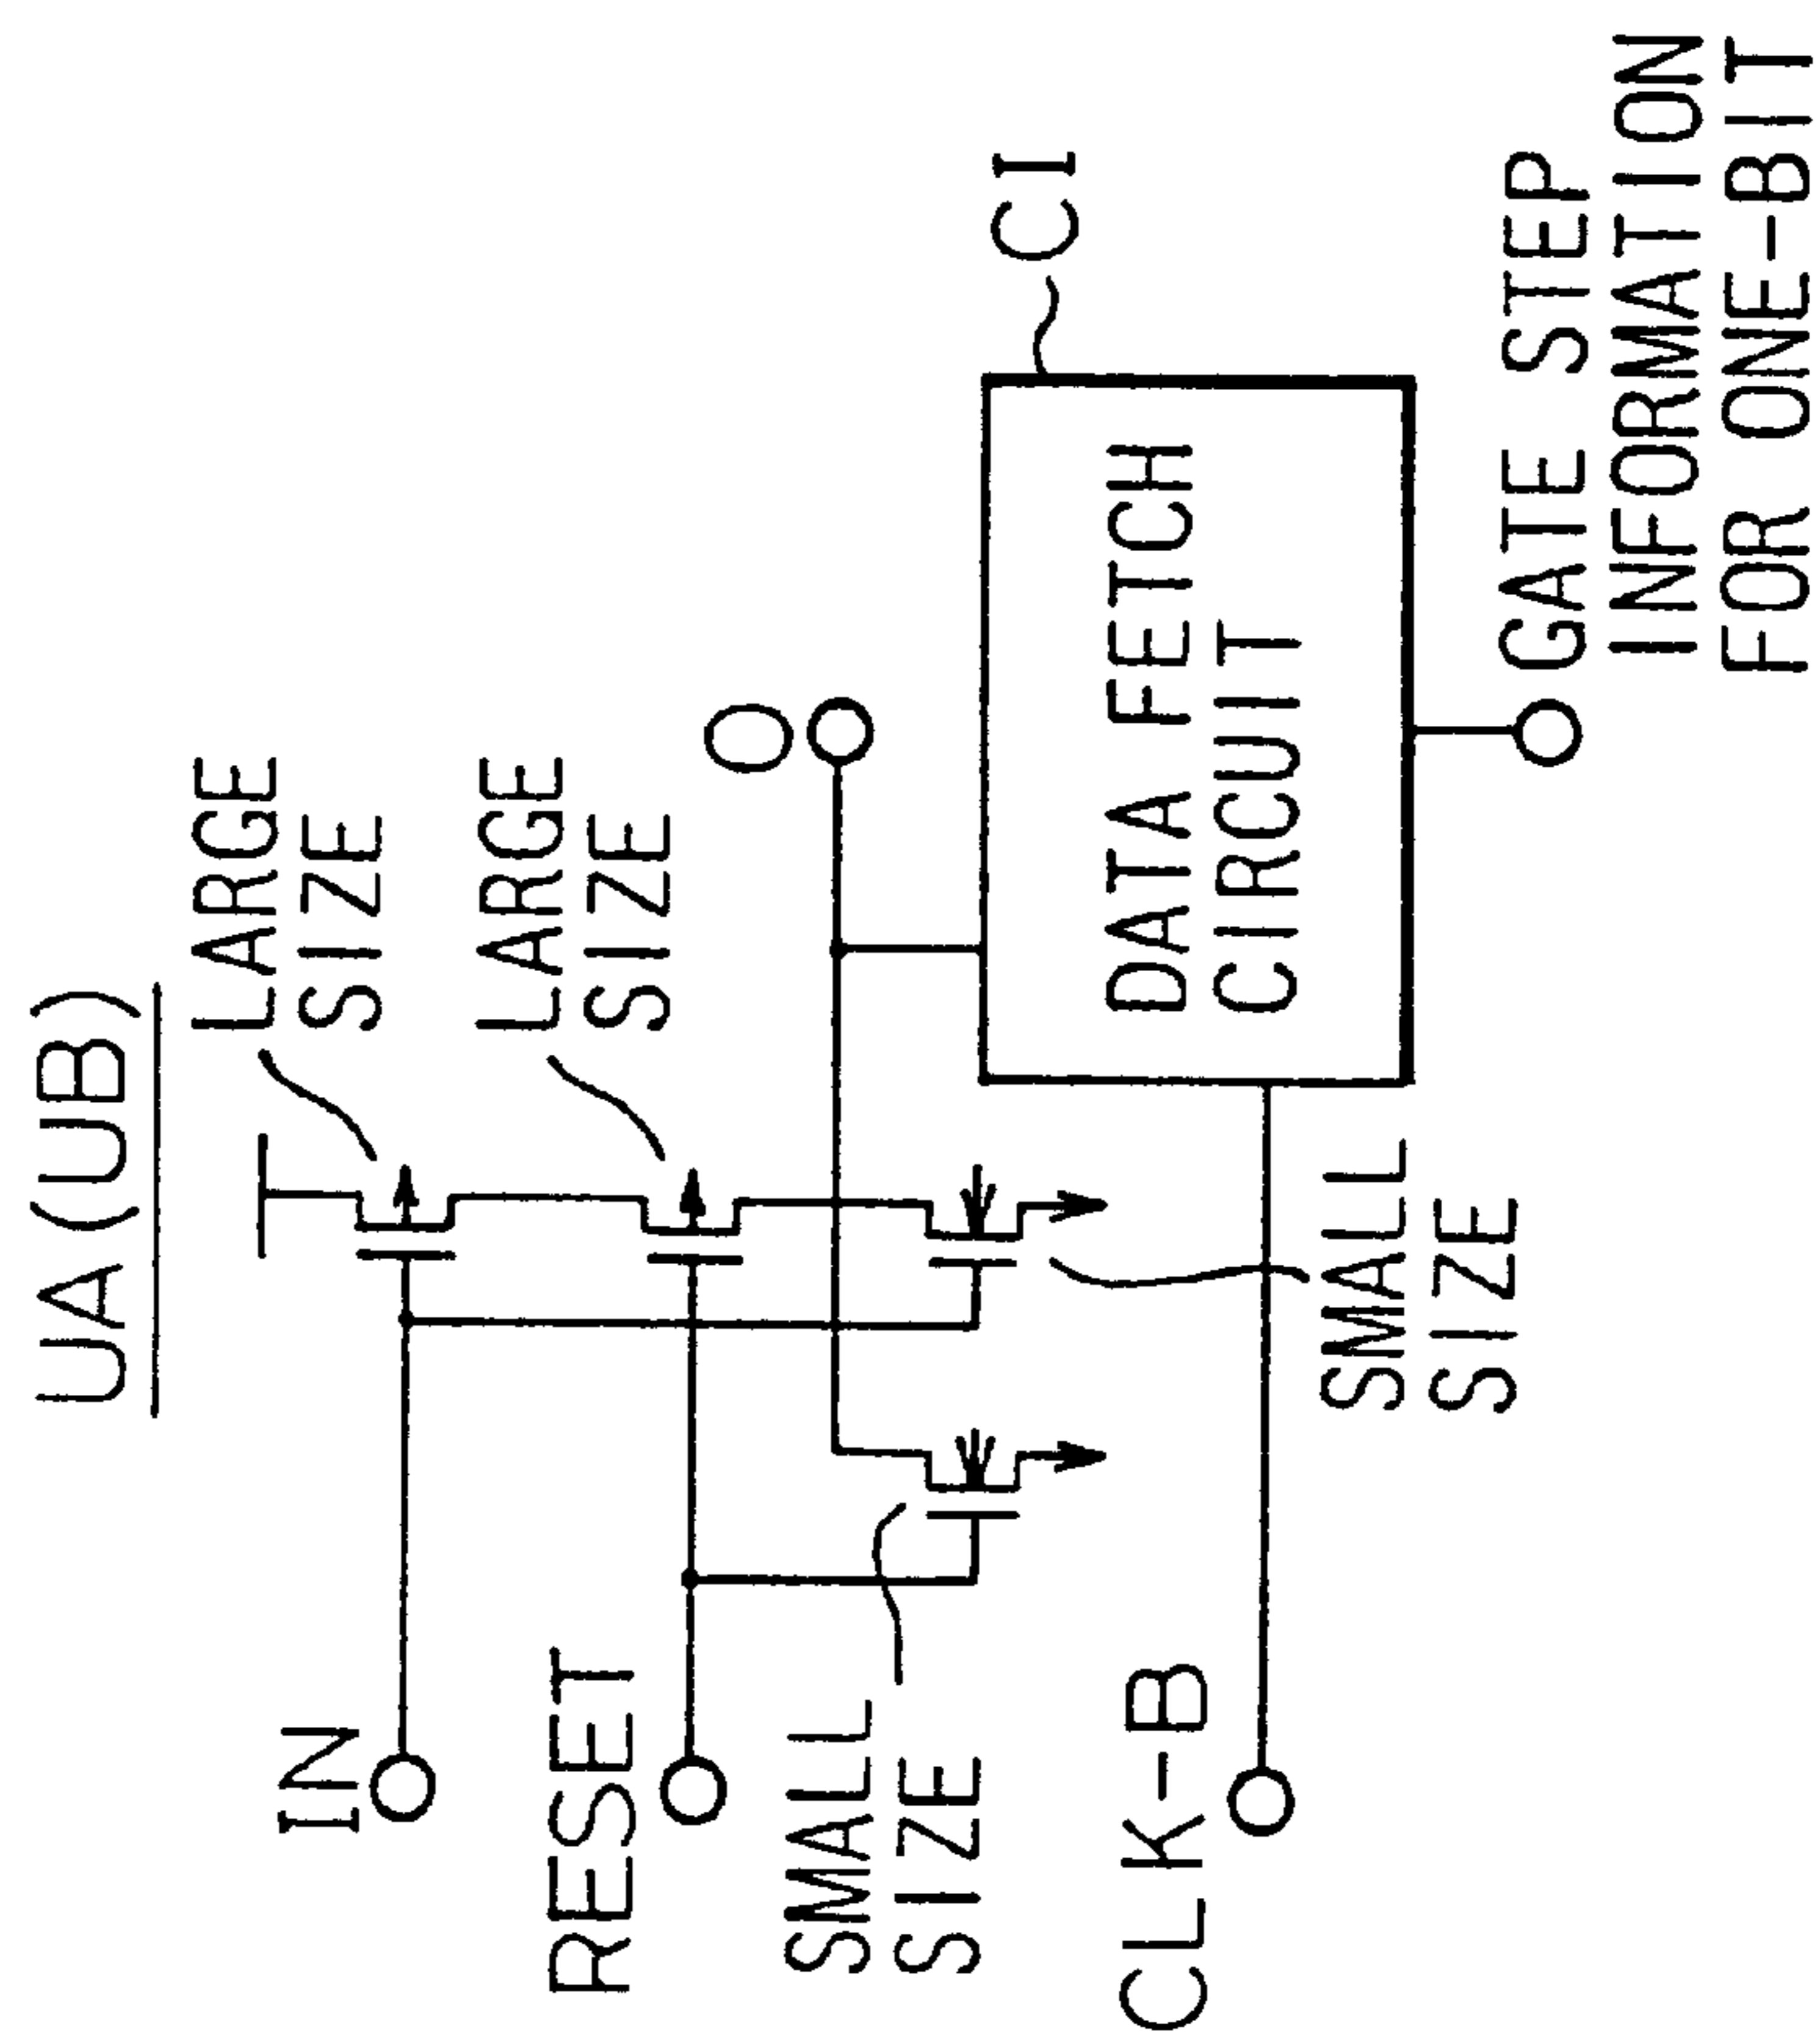 UA(UB)
LARGE
SIZE
LARGE
SIZE
IN
RESET
SMALL
SIZE
CLK-B
O
SMALL
SIZE
DATA FETCH
CIRCUIT
CI
GATE STEP
INFORMATION
FOR ONE-BIT